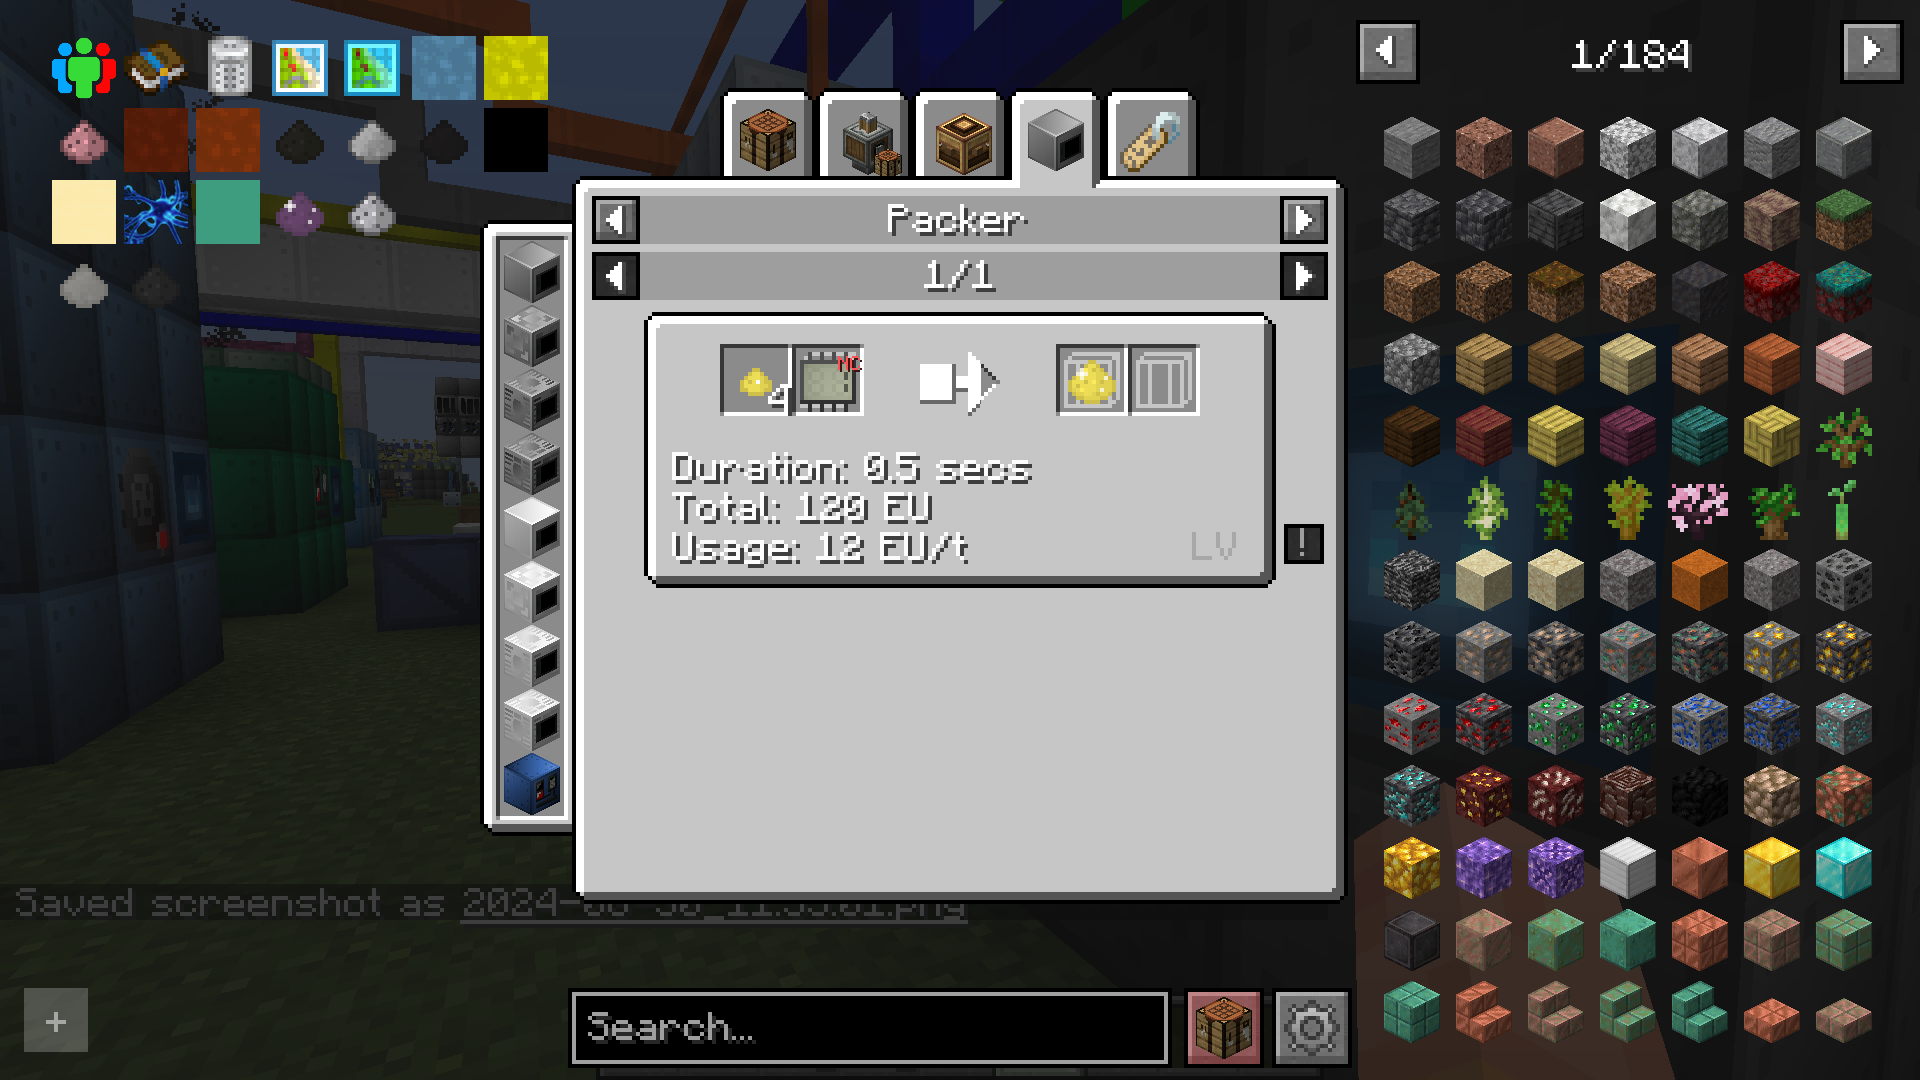 1/184
Packer
1/1
4
NC
Duration: 0.5 secs
Total: 120 EU
Usage: 12 EU/t
LV
!
Saved screenshot as
+
Search...